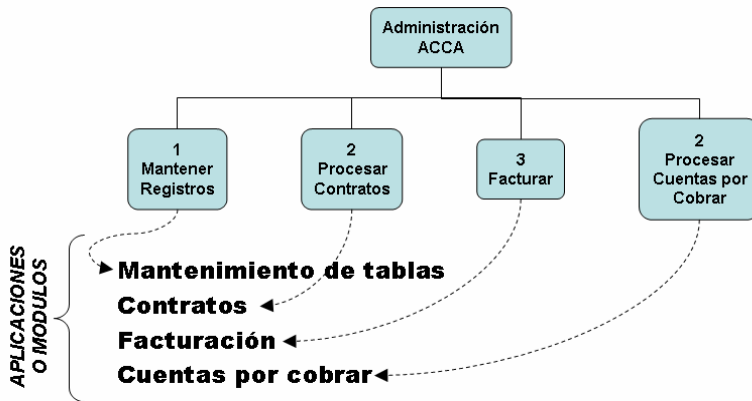 Administración
ACCA
1
Mantener
Registros
2
Procesar
Contratos
3
Facturar
2
Procesar
Cuentas por
Cobrar
APLICACIONES
O MODULOS
Mantenimiento de tablas
Contratos
Facturación
Cuentas por cobrar